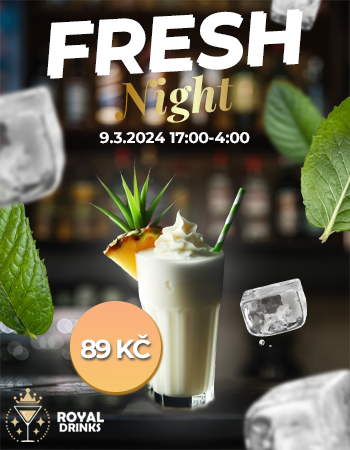 FRESH
Night
9.3.2024 17:00-4:00
89 KČ
ROYAL
DRINKS